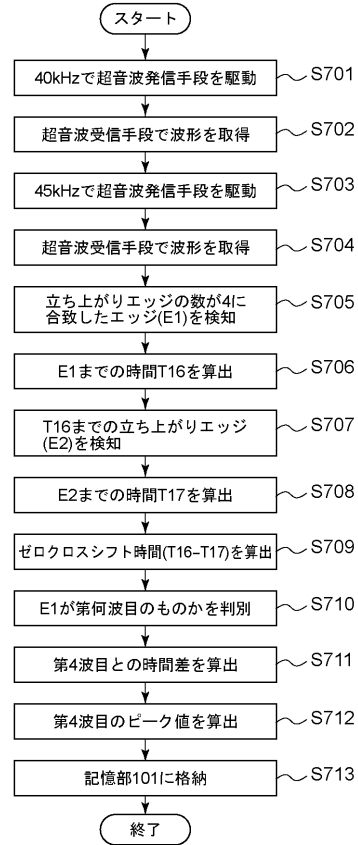 スタート
40kHzで超音波発信手段を駆動
S701
超音波受信手段で波形を取得
S702
45kHzで超音波発信手段を駆動
S703
超音波受信手段で波形を取得
S704
立ち上がりエッジの数が4に
合致したエッジ(E1)を検知
S705
E1までの時間T16を算出
S706
T16までの立ち上がりエッジ
(E2)を検知
S707
E2までの時間T17を算出
S708
ゼロクロスシフト時間(T16–T17)を算出
S709
E1が第何波目のものかを判別
S710
第4波目との時間差を算出
S711
第4波目のピーク値を算出
S712
記憶部101に格納
S713
終了